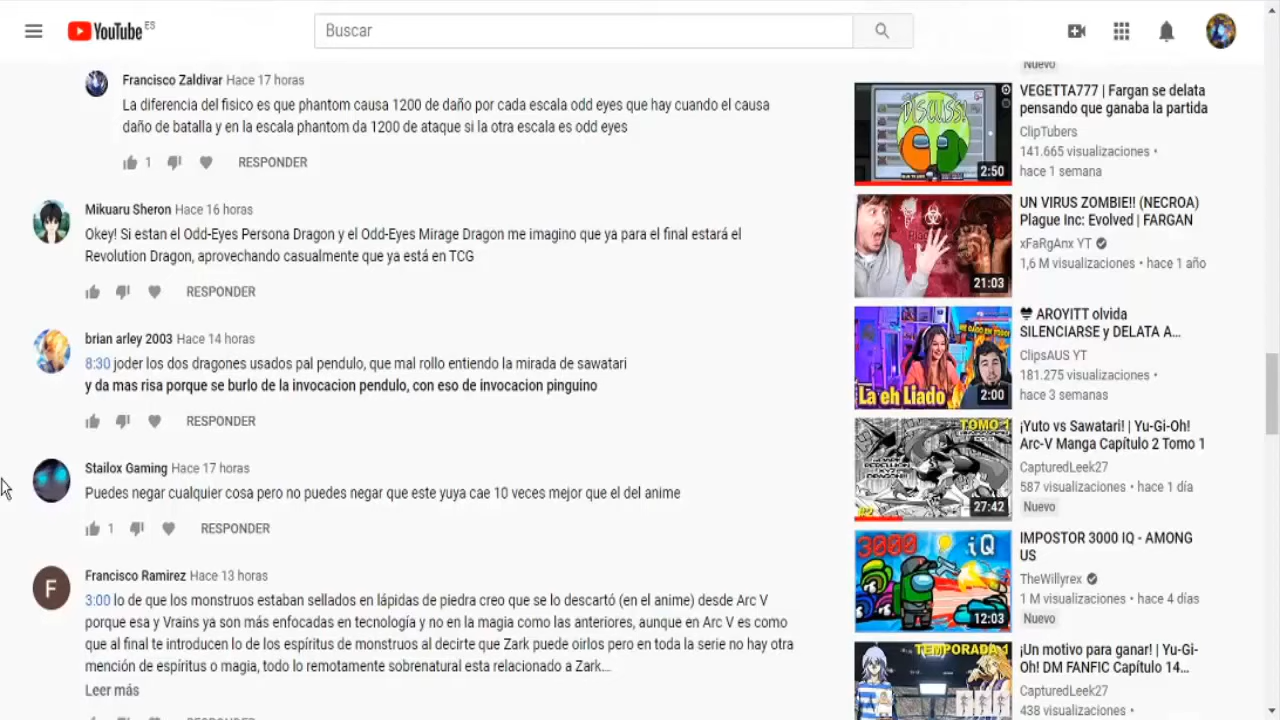 YouTube ES
Buscar
Francisco Zaldivar Hace 17 horas
La diferencia del fisico es que phantom causa 1200 de daño por cada escala odd eyes que hay cuando el causa
daño de batalla y en la escala phantom da 1200 de ataque si la otra escala es odd eyes
1 RESPONDER
Mikuaru Sheron Hace 16 horas
Okey! Si estan el Odd-Eyes Persona Dragon y el Odd-Eyes Mirage Dragon me imagino que ya para el final estará el
Revolution Dragon, aprovechando casualmente que ya está en TCG
RESPONDER
brian arley 2003 Hace 14 horas
8:30 joder los dos dragones usados pal pendulo, que mal rollo entiendo la mirada de sawatari
y da mas risa porque se burlo de la invocacion pendulo, con eso de invocacion pinguino
RESPONDER
Stailox Gaming Hace 17 horas
Puedes negar cualquier cosa pero no puedes negar que este yuya cae 10 veces mejor que el del anime
1 RESPONDER
F
Francisco Ramirez Hace 13 horas
3:00 lo de que los monstruos estaban sellados en lápidas de piedra creo que se lo descartó (en el anime) desde Arc V
porque esa y Vrains ya son mas enfocadas en tecnología y no en la magia como las anteriores, aunque en Arc V es como
que al final te introducen lo de los espiritus de monstruos al decirte que Zark puede oirlos pero en toda la serie no hay otra
mención de espíritus o magia, todo lo remotamente sobrenatural esta relacionado a Zark...
Leer más
RESPONDER
Nuevo
DISCUSS!
2:50
VEGETTA777 | Fargan se delata
pensando que ganaba la partida
ClipTubers
141.665 visualizaciones •
hace 1 semana
21:03
UN VIRUS ZOMBIE!! (NECROA)
Plague Inc: Evolved | FARGAN
xFaRgAnx YT
1,6 M visualizaciones • hace 1 año
La eh Liado
2:00
AROYITT olvida
SILENCIARSE y DELATA A...
ClipsAUS YT
181.275 visualizaciones •
hace 3 semanas
TOMO 1
#2
27:42
¡Yuto vs Sawatari! | Yu-Gi-Oh!
Arc-V Manga Capítulo 2 Tomo 1
CapturedLeek27
587 visualizaciones • hace 1 día
Nuevo
3000 iQ
12:03
IMPOSTOR 3000 IQ - AMONG
US
TheWillyrex
1 M visualizaciones • hace 4 días
Nuevo
TEMPORADA 1
¡Un motivo para ganar! | Yu-Gi-
Oh! DM FANFIC Capítulo 14...
CapturedLeek27
438 visualizaciones •